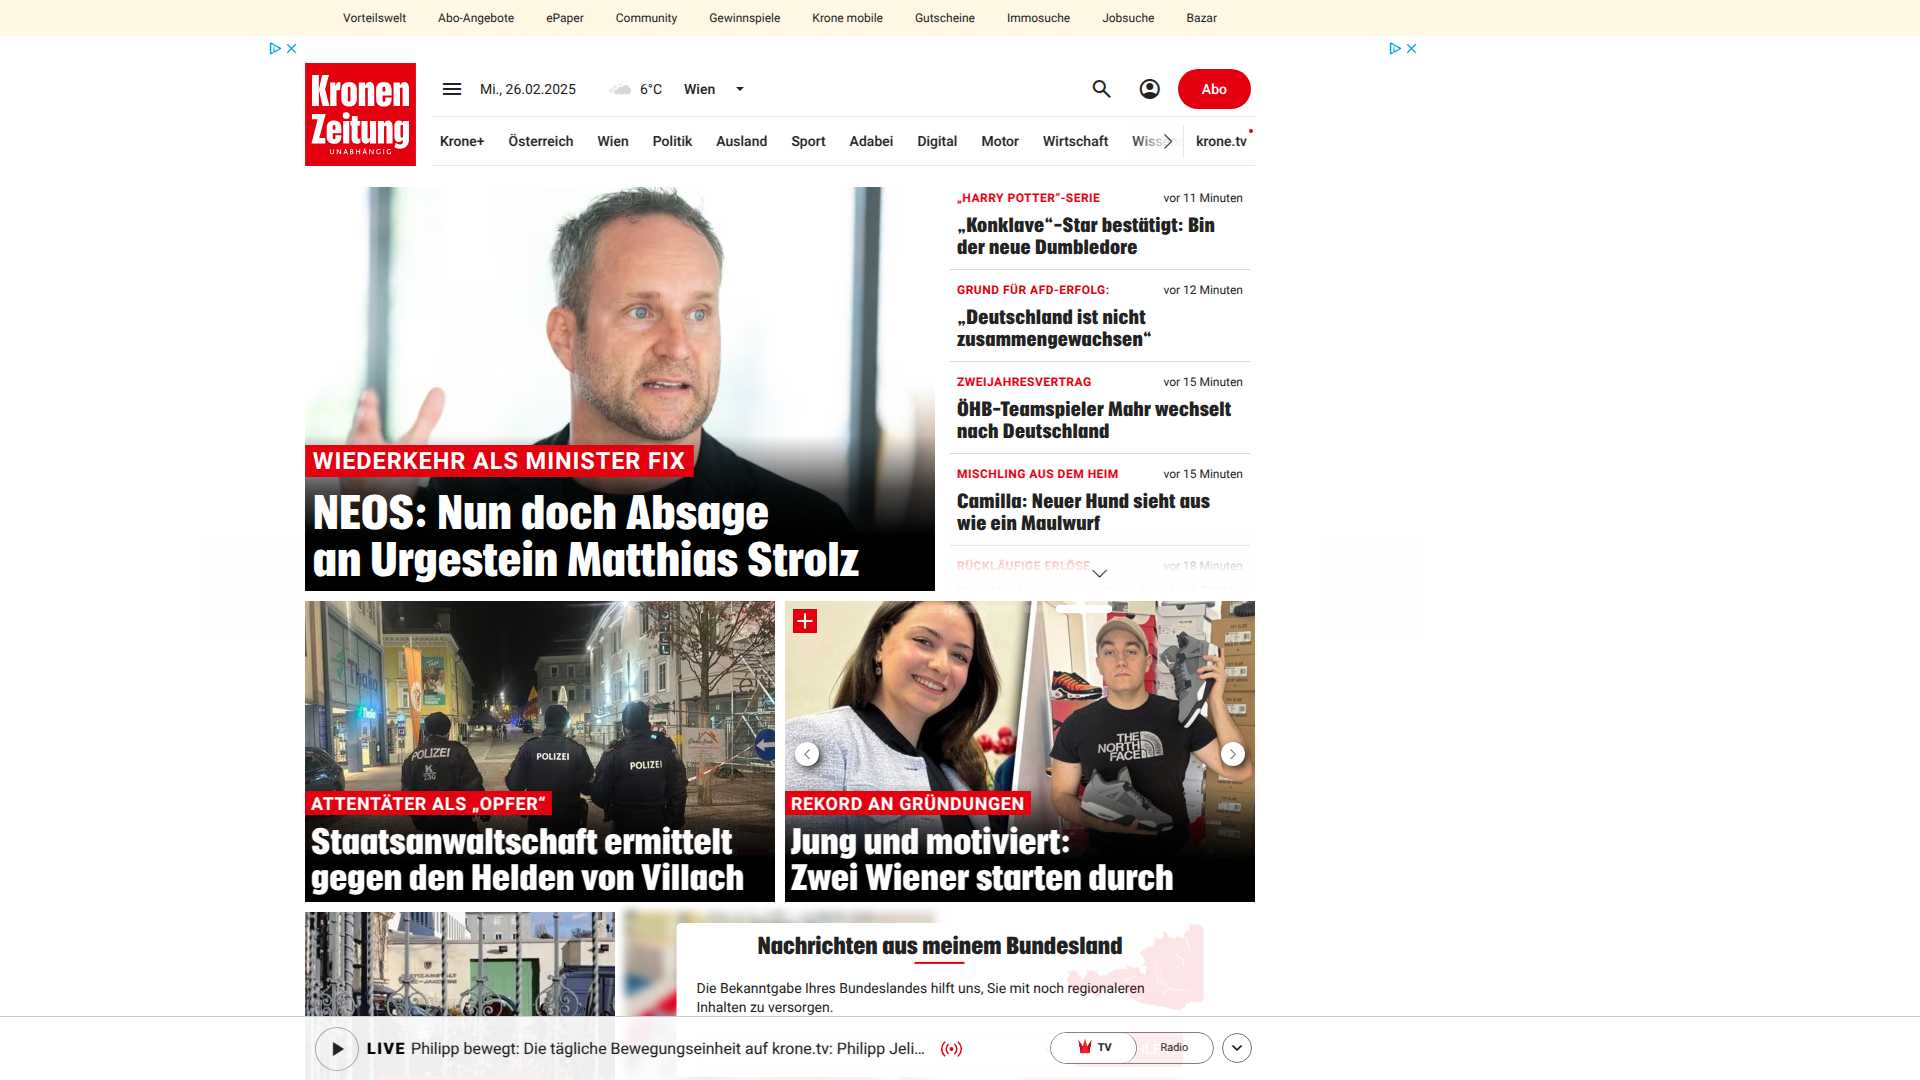 Vorteilswelt Abo-Angebote ePaper Community Gewinnspiele Krone mobile Gutscheine Immosuche Jobsuche Bazar
Kronen
Zeitung
UNABHÄNGIG
Mi., 26.02.2025 6°C Wien
Abo
Krone+ Österreich Wien Politik Ausland Sport Adabei Digital Motor Wirtschaft krone.tv
WIEDERKEHR ALS MINISTER FIX
NEOS: Nun doch Absage
an Urgestein Matthias Strolz
„HARRY POTTER“-SERIE vor 11 Minuten
„Konklave“-Star bestätigt: Bin
der neue Dumbledore
GRUND FÜR AFD-ERFOLG: vor 12 Minuten
„Deutschland ist nicht
zusammengewachsen“
ZWEIJAHRESVERTRAG vor 15 Minuten
ÖHB-Teamspieler Mahr wechselt
nach Deutschland
MISCHLING AUS DEM HEIM vor 15 Minuten
Camilla: Neuer Hund sieht aus
wie ein Maulwurf
RÜCKLÄUFIGE ERLÖSE vor 18 Minuten
POLIZEI
POLIZEI
POLIZEI
ATTENTÄTER ALS „OPFER“
Staatsanwaltschaft ermittelt
gegen den Helden von Villach
THE
NORTH
FACE
REKORD AN GRÜNDUNGEN
Jung und motiviert:
Zwei Wiener starten durch
Nachrichten aus meinem Bundesland
Die Bekanntgabe Ihres Bundeslandes hilft uns, Sie mit noch regionaleren
Inhalten zu versorgen.
LIVE Philipp bewegt: Die tägliche Bewegungseinheit auf krone.tv: Philipp Jeli...
TV Radio